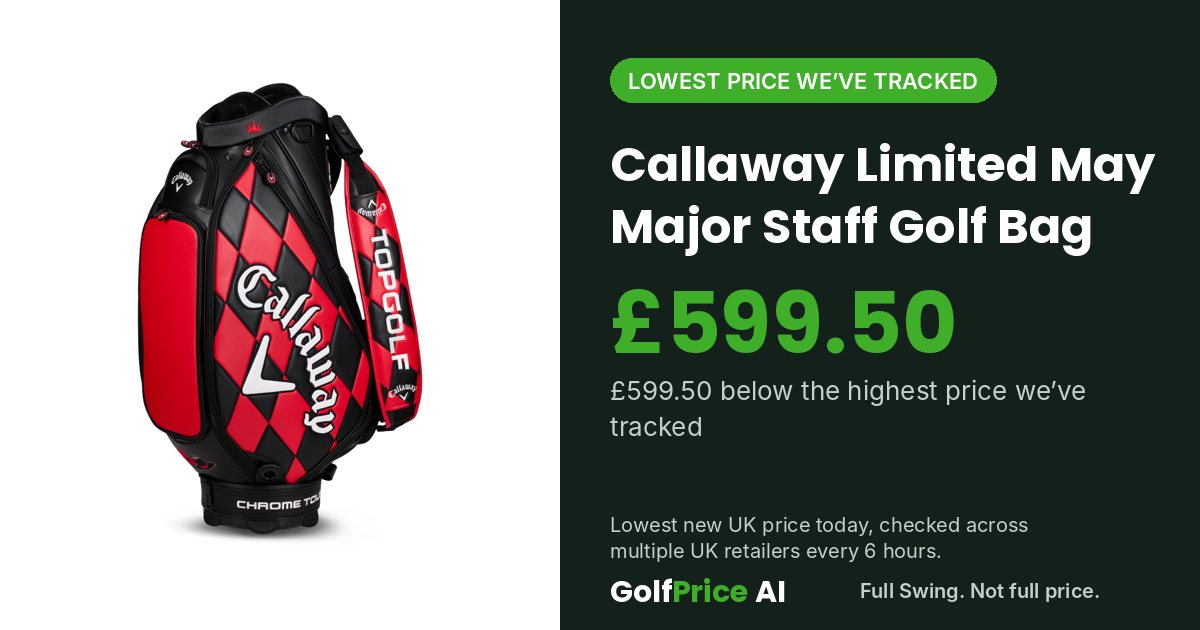 Callaway
Callaway
TOPGOLF
Callaway
Callaway
CHROME TOU
LOWEST PRICE WE’VE TRACKED
Callaway Limited May
Major Staff Golf Bag
£599.50
£599.50 below the highest price we’ve
tracked
Lowest new UK price today, checked across
multiple UK retailers every 6 hours.
GolfPrice AI
Full Swing. Not full price.